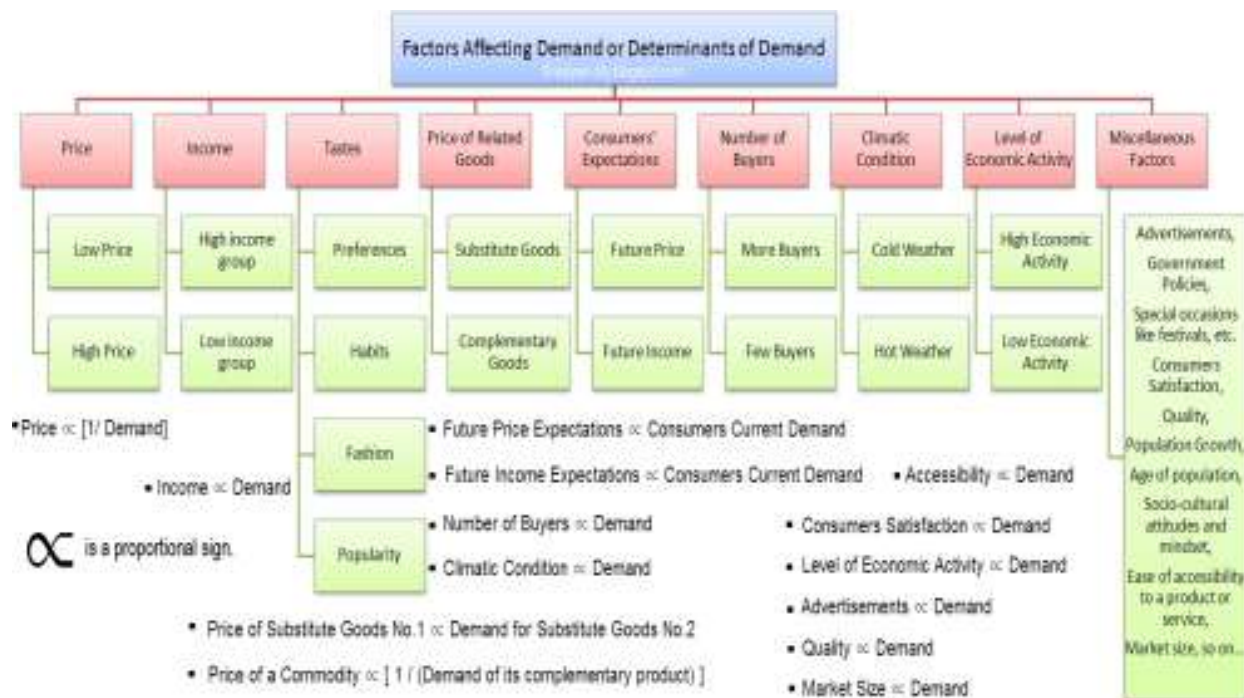 Factors Affecting Demand or Determinants of Demand
Price
Income
Tastes
Price of Related
Goods
Consumers'
Expectations
Number of
Buyers
Climatic
Condition
Level of
Economic Activity
Miscellaneous
Factors
Low Price
High income
group
Preferences
Substitute Goods
Future Price
More Buyers
Cold Weather
High Economic
Activity
High Price
Low income
group
Habits
Complementary
Goods
Future Income
Few Buyers
Hot Weather
Low Economic
Activity
Advertisements,
Government
Policies,
Special occasions
like festivals, etc.
Consumers
Satisfaction,
Quality,
Population Growth,
Age of population,
Socio-cultural
attitudes and
mindset,
Ease of accessibility
to a product or
service,
Market size, so on...
Fashion
Popularity
▪ Price ∝ [1/ Demand]
▪ Income ∝ Demand
∝ is a proportional sign.
▪ Future Price Expectations ∝ Consumers Current Demand
▪ Future Income Expectations ∝ Consumers Current Demand
▪ Accessibility ∝ Demand
▪ Number of Buyers ∝ Demand
▪ Climatic Condition ∝ Demand
▪ Consumers Satisfaction ∝ Demand
▪ Level of Economic Activity ∝ Demand
▪ Advertisements ∝ Demand
▪ Quality ∝ Demand
▪ Market Size ∝ Demand
▪ Price of Substitute Goods No.1 ∝ Demand for Substitute Goods No.2
▪ Price of a Commodity ∝ [ 1 / (Demand of its complementary product) ]